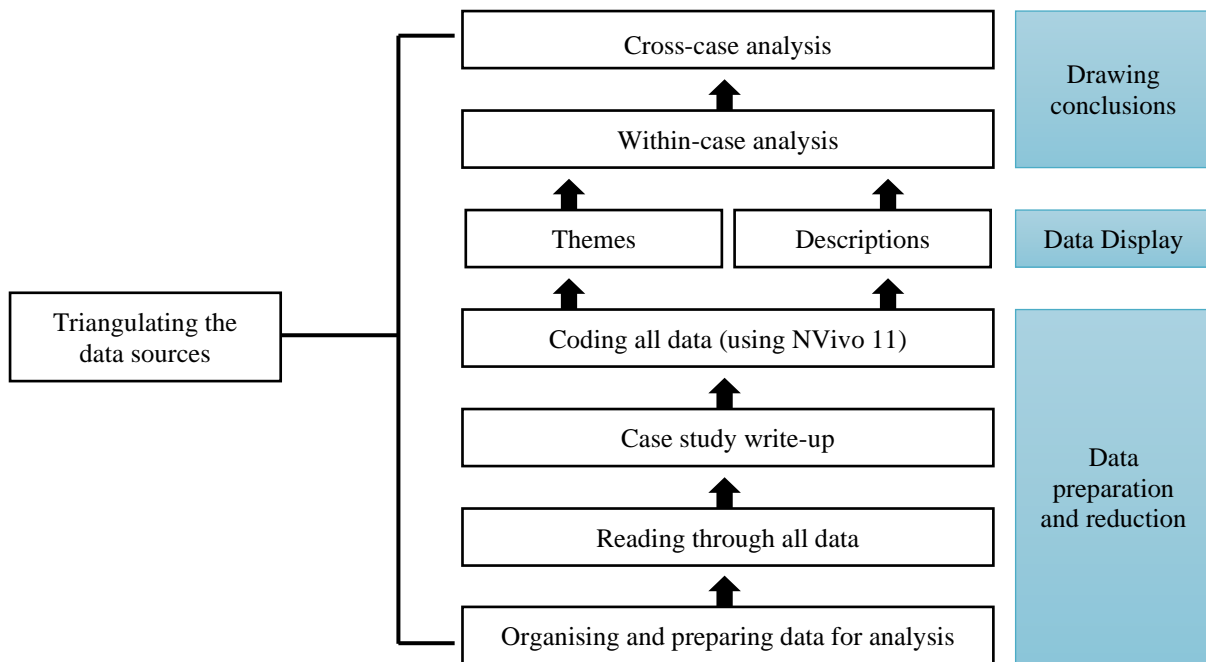 Cross-case analysis
Drawing
conclusions
Within-case analysis
Themes
Descriptions
Data Display
Triangulating the
data sources
Coding all data (using NVivo 11)
Case study write-up
Data
preparation
and reduction
Reading through all data
Organising and preparing data for analysis